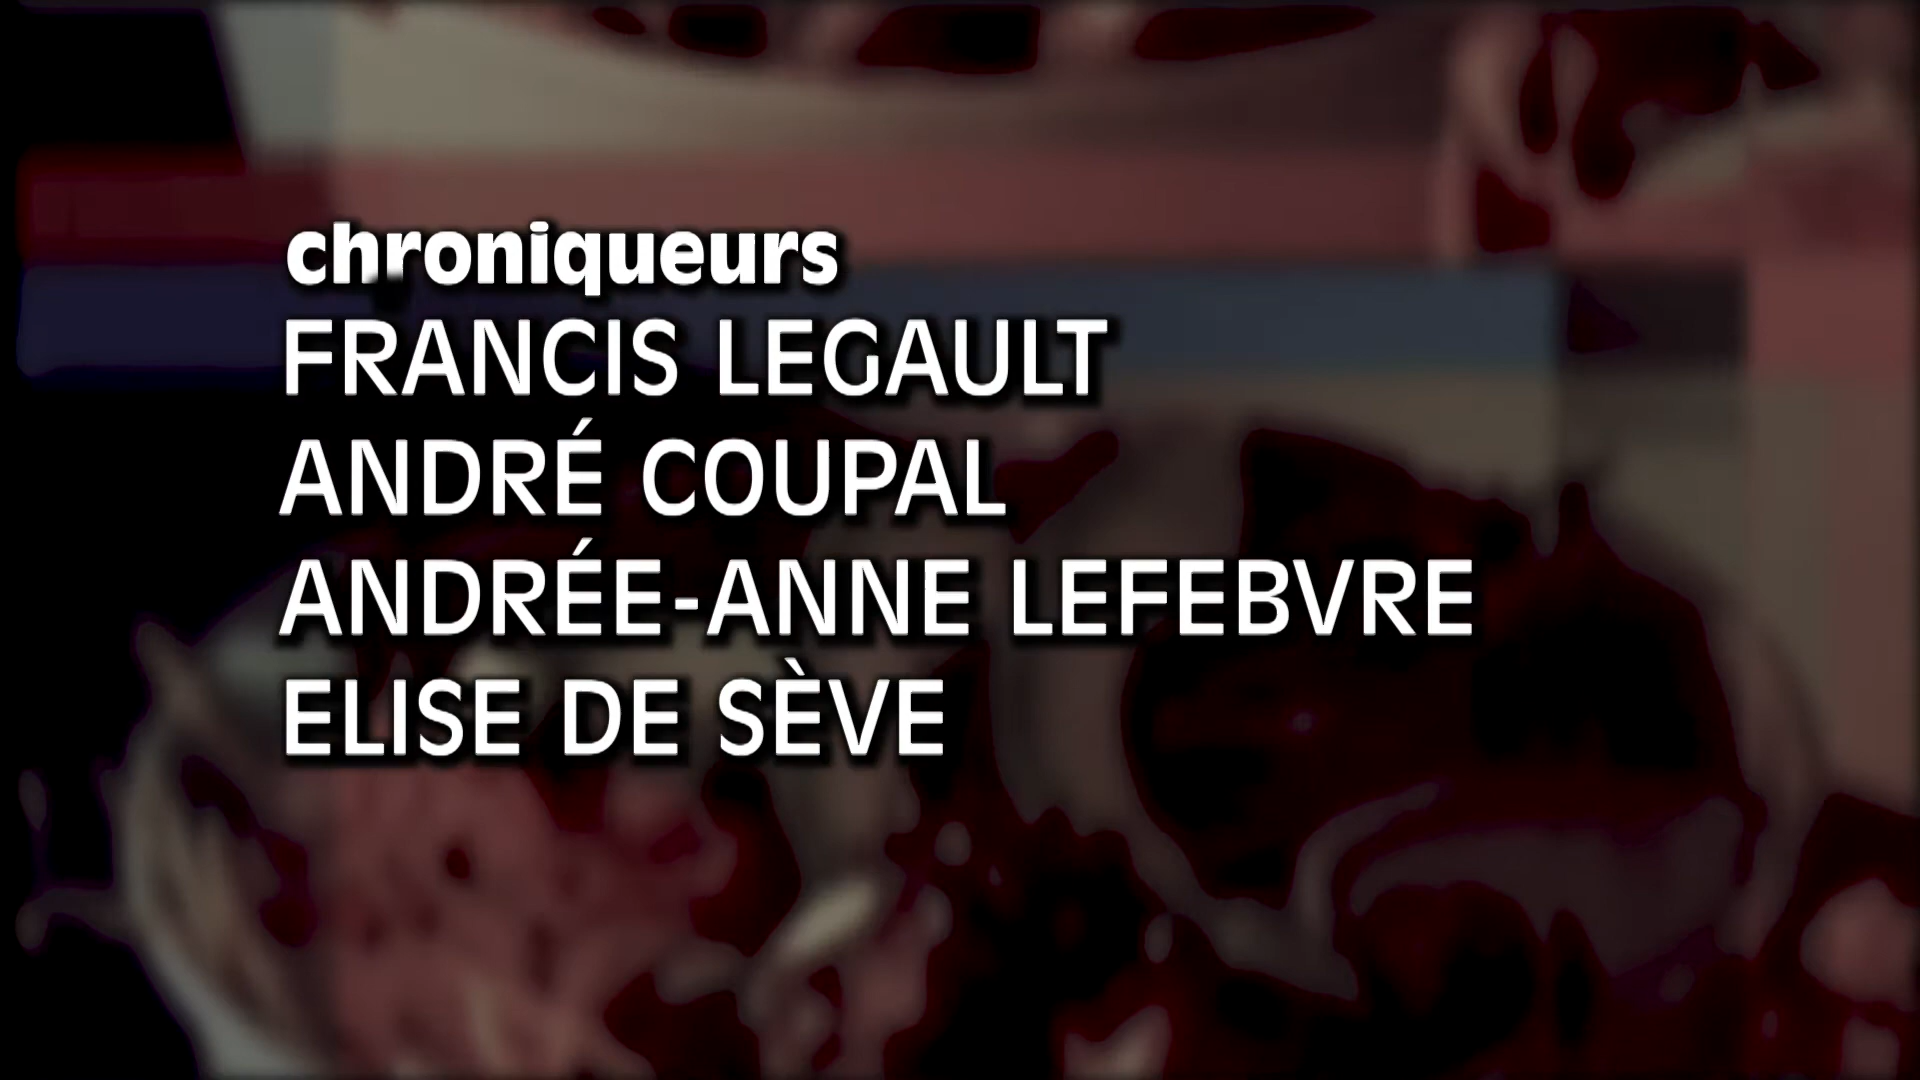 chroniqueurs
FRANCIS LEGAULT
ANDRÉ COUPAL
ANDRÉE-ANNE LEFEBVRE
ELISE DE SÈVE